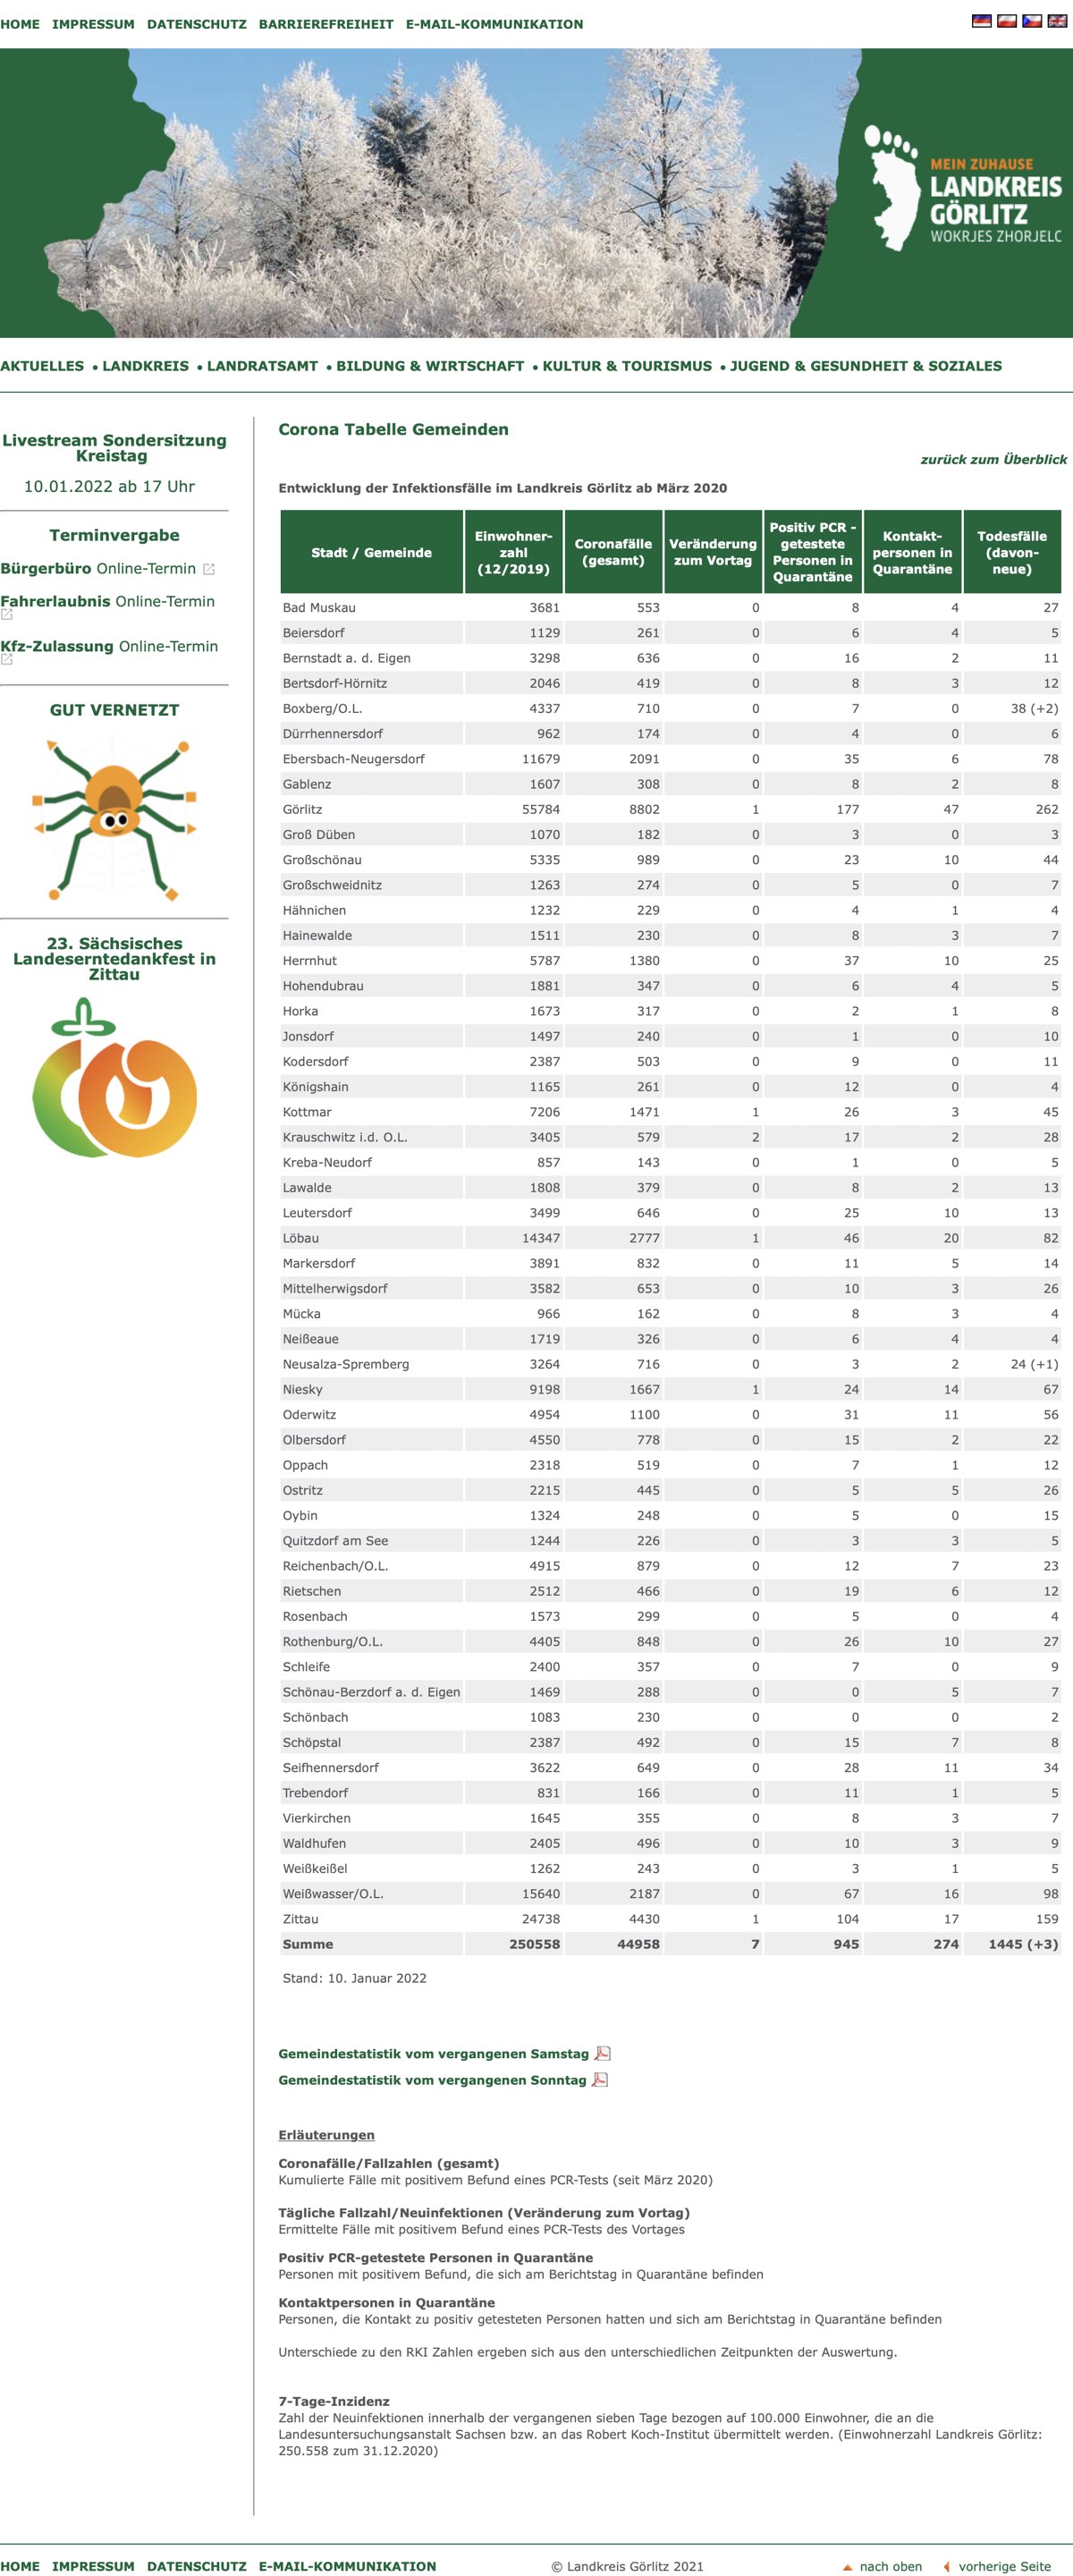 HOME IMPRESSUM DATENSCHUTZ BARRIEREFREIHEIT E-MAIL-KOMMUNIKATION
MEIN ZUHAUSE
LANDKREIS
GÖRLITZ
WOKRJES ZHORJELC
AKTUELLES • LANDKREIS • LANDRATSAMT • BILDUNG & WIRTSCHAFT • KULTUR & TOURISMUS • JUGEND & GESUNDHEIT & SOZIALES
Livestream Sondersitzung
Kreistag
10.01.2022 ab 17 Uhr
Terminvergabe
Bürgerbüro Online-Termin
Fahrerlaubnis Online-Termin
Kfz-Zulassung Online-Termin
GUT VERNETZT
23. Sächsisches
Landeserntedankfest in
Zittau
Corona Tabelle Gemeinden
zurück zum Überblick
Entwicklung der Infektionsfälle im Landkreis Görlitz ab März 2020
Stadt / Gemeinde Einwohner-zahl (12/2019) Coronafälle (gesamt) Veränderung zum Vortag Positiv PCR - getestete Personen in Quarantäne Kontakt-personen in Quarantäne Todesfälle (davon-neue)
Bad Muskau 3681 553 0 8 4 27
Beiersdorf 1129 261 0 6 4 5
Bernstadt a. d. Eigen 3298 636 0 16 2 11
Bertsdorf-Hörnitz 2046 419 0 8 3 12
Boxberg/O.L. 4337 710 0 7 0 38 (+2)
Dürrhennersdorf 962 174 0 4 0 6
Ebersbach-Neugersdorf 11679 2091 0 35 6 78
Gablenz 1607 308 0 8 2 8
Görlitz 55784 8802 1 177 47 262
Groß Düben 1070 182 0 3 0 3
Großschönau 5335 989 0 23 10 44
Großschweidnitz 1263 274 0 5 0 7
Hähnichen 1232 229 0 4 1 4
Hainewalde 1511 230 0 8 3 7
Herrnhut 5787 1380 0 37 10 25
Hohendubrau 1881 347 0 6 4 5
Horka 1673 317 0 2 1 8
Jonsdorf 1497 240 0 1 0 10
Kodersdorf 2387 503 0 9 0 11
Königshain 1165 261 0 12 0 4
Kottmar 7206 1471 1 26 3 45
Krauschwitz i.d. O.L. 3405 579 2 17 2 28
Kreba-Neudorf 857 143 0 1 0 5
Lawalde 1808 379 0 8 2 13
Leutersdorf 3499 646 0 25 10 13
Löbau 14347 2777 1 46 20 82
Markersdorf 3891 832 0 11 5 14
Mittelherwigsdorf 3582 653 0 10 3 26
Mücka 966 162 0 8 3 4
Neißeaue 1719 326 0 6 4 4
Neusalza-Spremberg 3264 716 0 3 2 24 (+1)
Niesky 9198 1667 1 24 14 67
Oderwitz 4954 1100 0 31 11 56
Olbersdorf 4550 778 0 15 2 22
Oppach 2318 519 0 7 1 12
Ostritz 2215 445 0 5 5 26
Oybin 1324 248 0 5 0 15
Quitzdorf am See 1244 226 0 3 3 5
Reichenbach/O.L. 4915 879 0 12 7 23
Rietschen 2512 466 0 19 6 12
Rosenbach 1573 299 0 5 0 4
Rothenburg/O.L. 4405 848 0 26 10 27
Schleife 2400 357 0 7 0 9
Schönau-Berzdorf a. d. Eigen 1469 288 0 0 5 7
Schönbach 1083 230 0 0 0 2
Schöpstal 2387 492 0 15 7 8
Seifhennersdorf 3622 649 0 28 11 34
Trebendorf 831 166 0 11 1 5
Vierkirchen 1645 355 0 8 3 7
Waldhufen 2405 496 0 10 3 9
Weißkeißel 1262 243 0 3 1 5
Weißwasser/O.L. 15640 2187 0 67 16 98
Zittau 24738 4430 1 104 17 159
Summe 250558 44958 7 945 274 1445 (+3)
Stand: 10. Januar 2022
Gemeindestatistik vom vergangenen Samstag
Gemeindestatistik vom vergangenen Sonntag
Erläuterungen
Coronafälle/Fallzahlen (gesamt)
Kumulierte Fälle mit positivem Befund eines PCR-Tests (seit März 2020)
Tägliche Fallzahl/Neuinfektionen (Veränderung zum Vortag)
Ermittelte Fälle mit positivem Befund eines PCR-Tests des Vortages
Positiv PCR-getestete Personen in Quarantäne
Personen mit positivem Befund, die sich am Berichtstag in Quarantäne befinden
Kontaktpersonen in Quarantäne
Personen, die Kontakt zu positiv getesteten Personen hatten und sich am Berichtstag in Quarantäne befinden
Unterschiede zu den RKI Zahlen ergeben sich aus den unterschiedlichen Zeitpunkten der Auswertung.
7-Tage-Inzidenz
Zahl der Neuinfektionen innerhalb der vergangenen sieben Tage bezogen auf 100.000 Einwohner, die an die
Landesuntersuchungsanstalt Sachsen bzw. an das Robert Koch-Institut übermittelt werden. (Einwohnerzahl Landkreis Görlitz:
250.558 zum 31.12.2020)
HOME IMPRESSUM DATENSCHUTZ E-MAIL-KOMMUNIKATION © Landkreis Görlitz 2021 nach oben vorherige Seite